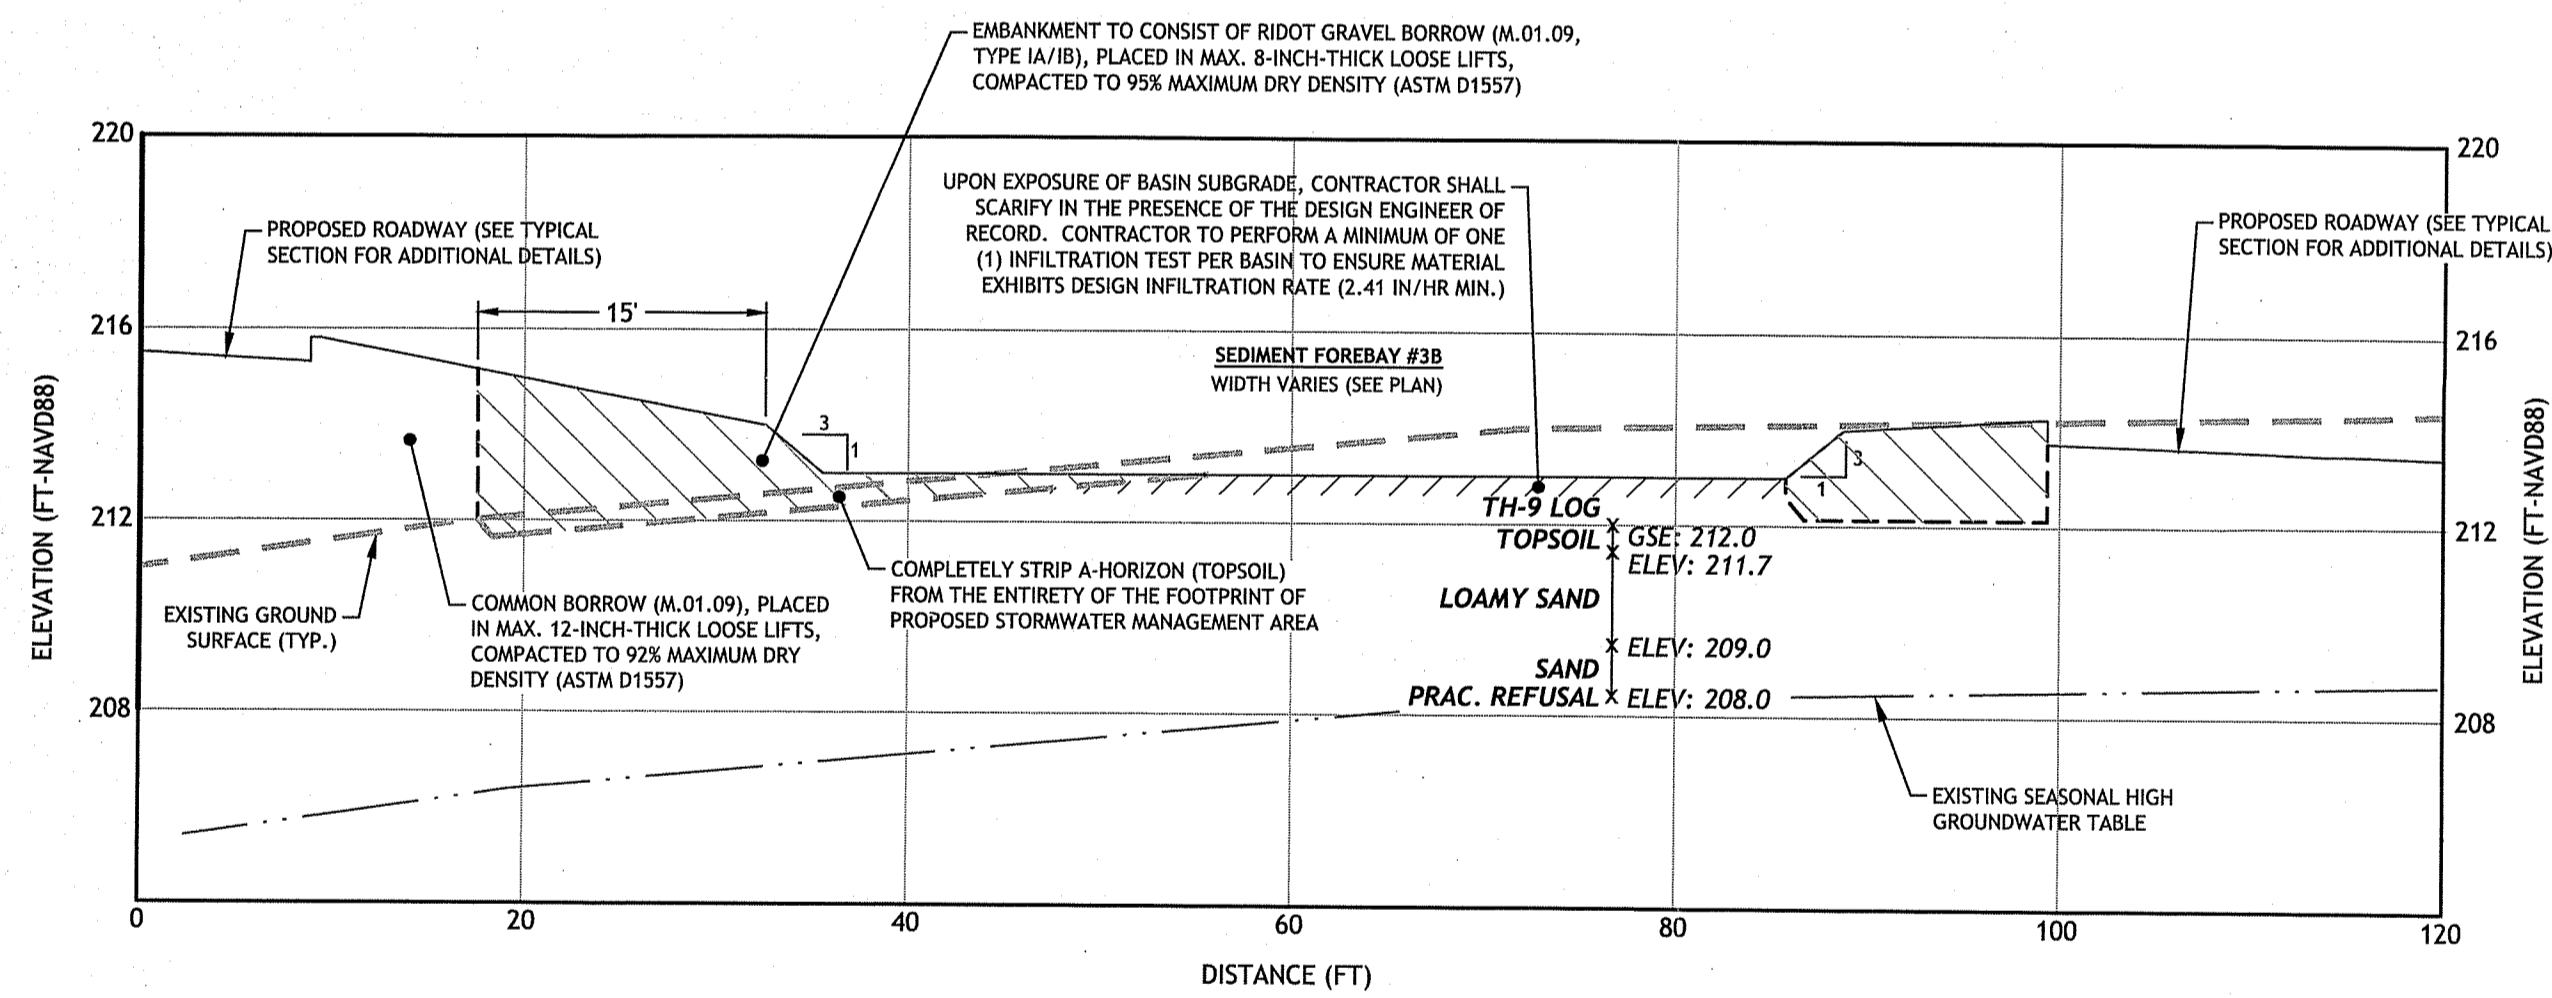 EMBANKMENT TO CONSIST OF RIDOT GRAVEL BORROW (M.01.09,
TYPE IA/IB), PLACED IN MAX. 8-INCH-THICK LOOSE LIFTS,
COMPACTED TO 95% MAXIMUM DRY DENSITY (ASTM D1557)
220
220
UPON EXPOSURE OF BASIN SUBGRADE, CONTRACTOR SHALL
SCARIFY IN THE PRESENCE OF THE DESIGN ENGINEER OF
RECORD. CONTRACTOR TO PERFORM A MINIMUM OF ONE
(1) INFILTRATION TEST PER BASIN TO ENSURE MATERIAL
EXHIBITS DESIGN INFILTRATION RATE (2.41 IN/HR MIN.)
PROPOSED ROADWAY (SEE TYPICAL
SECTION FOR ADDITIONAL DETAILS)
PROPOSED ROADWAY (SEE TYPICAL
SECTION FOR ADDITIONAL DETAILS)
15'
216
216
SEDIMENT FOREBAY #3B
WIDTH VARIES (SEE PLAN)
3
1
3
1
ELEVATION (FT-NAVD88)
ELEVATION (FT-NAVD88)
212
212
TH-9 LOG
TOPSOIL
GSE: 212.0
ELEV: 211.7
LOAMY SAND
ELEV: 209.0
SAND
PRAC. REFUSAL
ELEV: 208.0
COMPLETELY STRIP A-HORIZON (TOPSOIL)
FROM THE ENTIRETY OF THE FOOTPRINT OF
PROPOSED STORMWATER MANAGEMENT AREA
EXISTING GROUND
SURFACE (TYP.)
COMMON BORROW (M.01.09), PLACED
IN MAX. 12-INCH-THICK LOOSE LIFTS,
COMPACTED TO 92% MAXIMUM DRY
DENSITY (ASTM D1557)
208
208
EXISTING SEASONAL HIGH
GROUNDWATER TABLE
0
20
40
60
80
100
120
DISTANCE (FT)